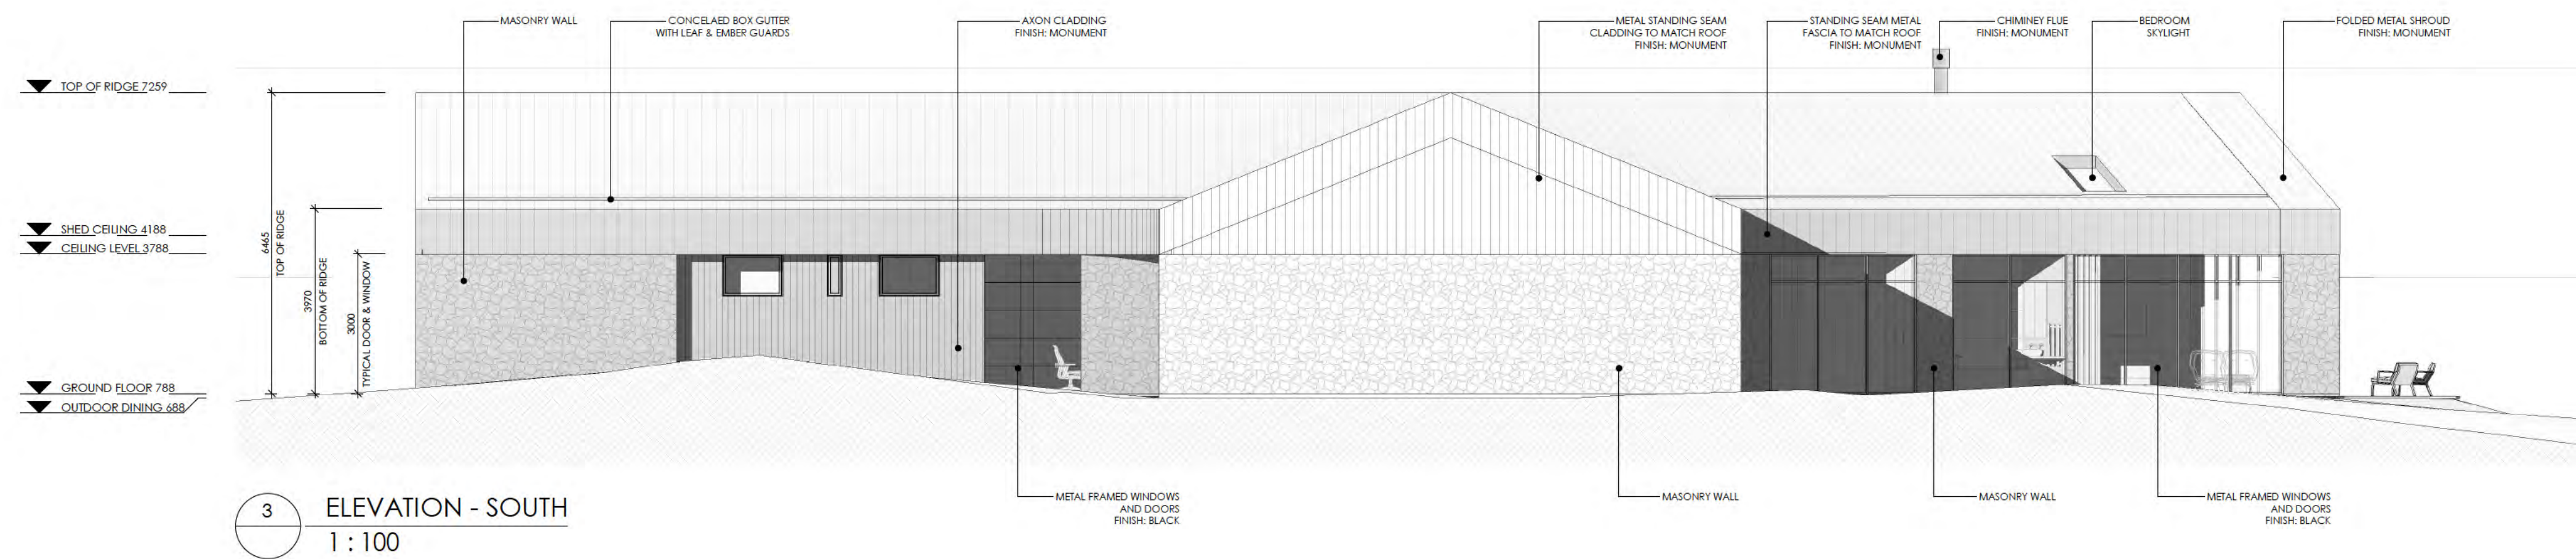 MASONRY WALL
CONCELAED BOX GUTTER
WITH LEAF & EMBER GUARDS
AXON CLADDING
FINISH: MONUMENT
METAL STANDING SEAM
CLADDING TO MATCH ROOF
FINISH: MONUMENT
STANDING SEAM METAL
FASCIA TO MATCH ROOF
FINISH: MONUMENT
CHIMINEY FLUE
FINISH: MONUMENT
BEDROOM
SKYLIGHT
FOLDED METAL SHROUD
FINISH: MONUMENT
TOP OF RIDGE 7259
SHED CEILING 4188
CEILING LEVEL 3788
GROUND FLOOR 788
OUTDOOR DINING 688
6465
TOP OF RIDGE
3970
BOTTOM OF RIDGE
3000
TYPICAL DOOR & WINDOW
METAL FRAMED WINDOWS
AND DOORS
FINISH: BLACK
MASONRY WALL
MASONRY WALL
METAL FRAMED WINDOWS
AND DOORS
FINISH: BLACK
3
ELEVATION - SOUTH
1 : 100